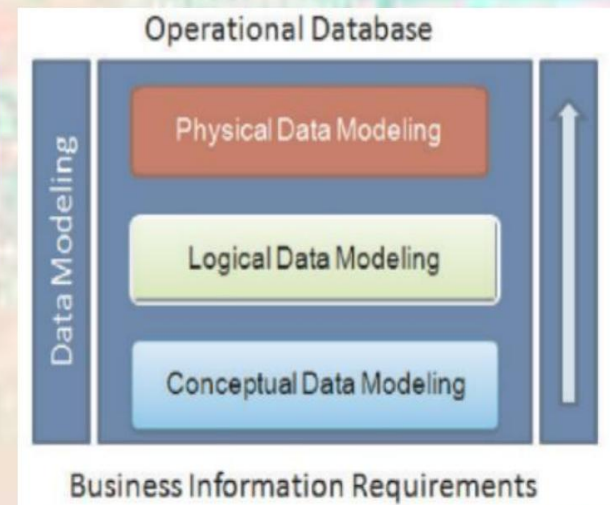 Operational Database
Data Modeling
Physical Data Modeling
Logical Data Modeling
Conceptual Data Modeling
Business Information Requirements